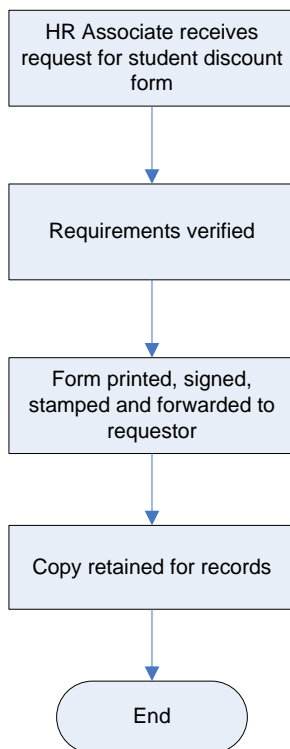 HR Associate receives
request for student discount
form
Requirements verified
Form printed, signed,
stamped and forwarded to
requestor
Copy retained for records
End